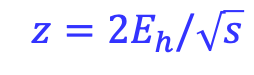 z = 2E_h/√s